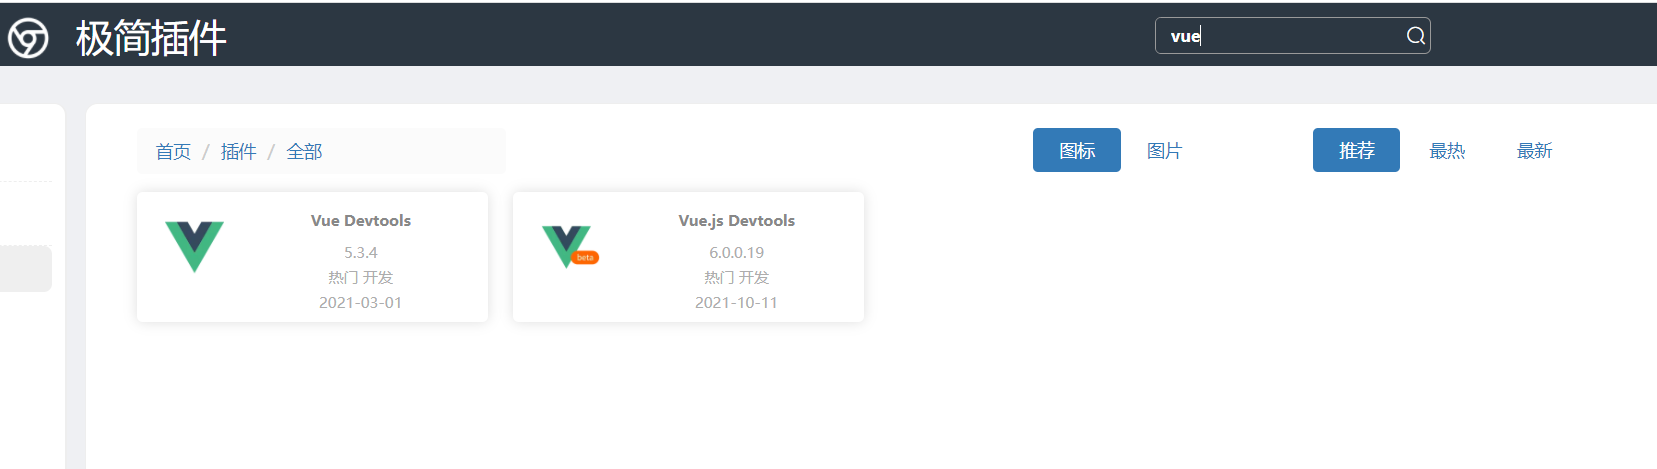 极简插件
vue
首页 / 插件 / 全部
图标 图片
推荐 最热 最新
Vue Devtools
5.3.4
热门 开发
2021-03-01
beta
Vue.js Devtools
6.0.0.19
热门 开发
2021-10-11